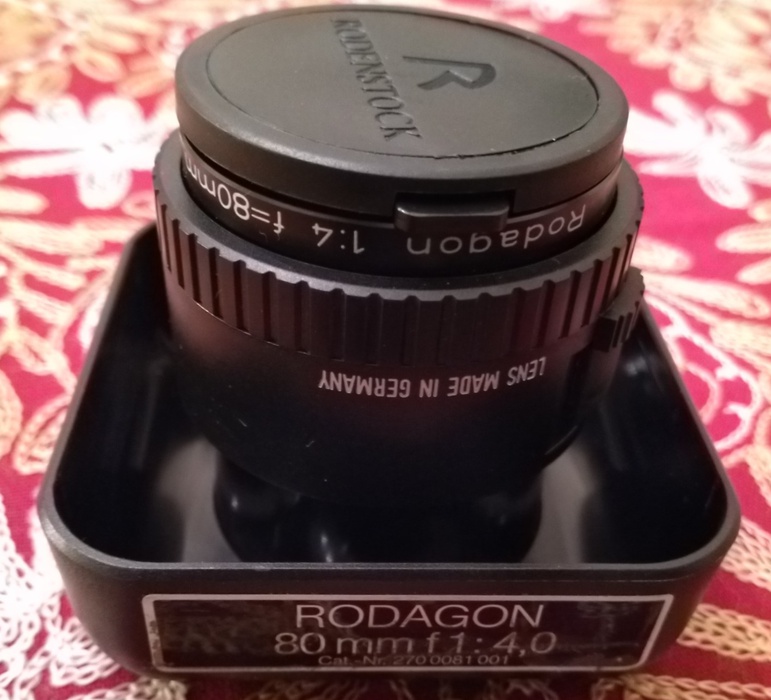 R
RODENSTOCK
Rodagon 1:4 f=80mm
LENS MADE IN GERMANY
RODAGON
80 mm f 1:4,0
Cat.-Nr. 270 0081 001